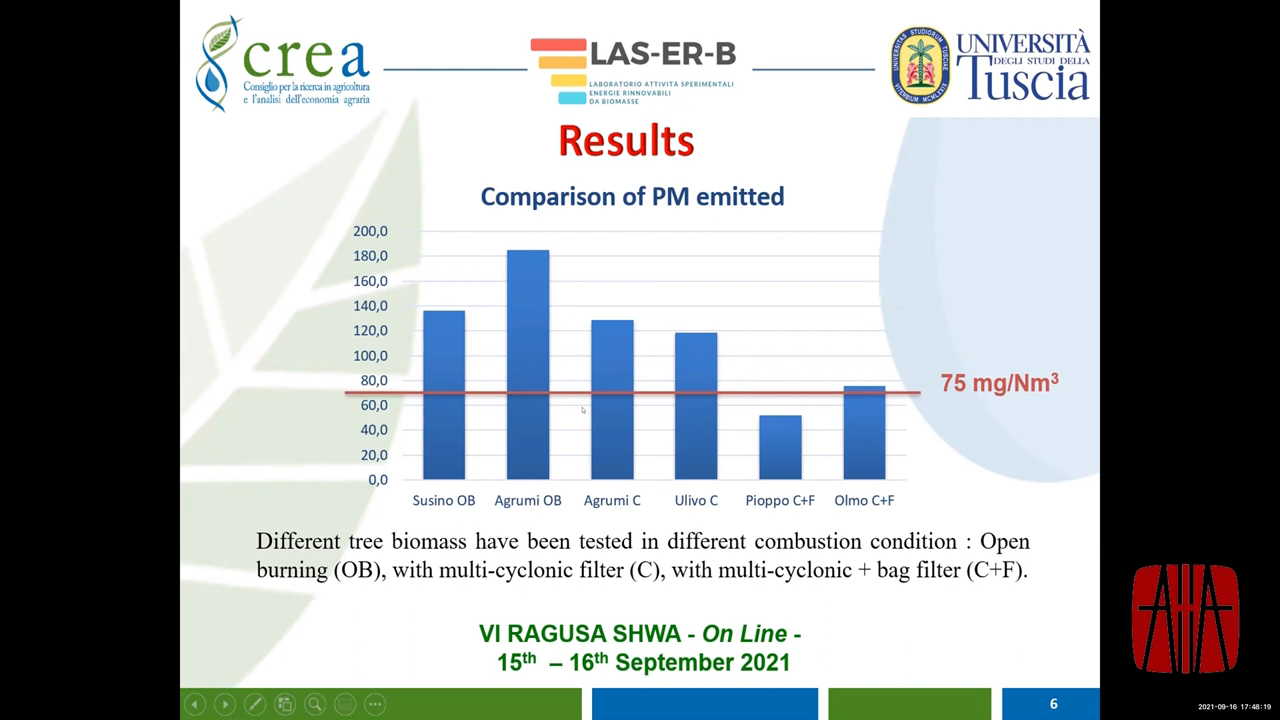 crea
Consiglio per la ricerca in agricoltura
e l'analisi dell'economia agraria
LAS-ER-B
LABORATORIO ATTIVITÀ SPERIMENTALI
ENERGIE RINNOVABILI
DA BIOMASSE
UNIVERSITÀ
DEGLI STUDI DELLA
Tuscia
Results
Comparison of PM emitted
200,0
180,0
160,0
140,0
120,0
100,0
80,0
60,0
40,0
20,0
0,0
75 mg/Nm³
Susino OB Agrumi OB Agrumi C Ulivo C Pioppo C+F Olmo C+F
Different tree biomass have been tested in different combustion condition : Open
burning (OB), with multi-cyclonic filter (C), with multi-cyclonic + bag filter (C+F).
VI RAGUSA SHWA - On Line -
15th – 16th September 2021
6
2021-09-16 17:48:19